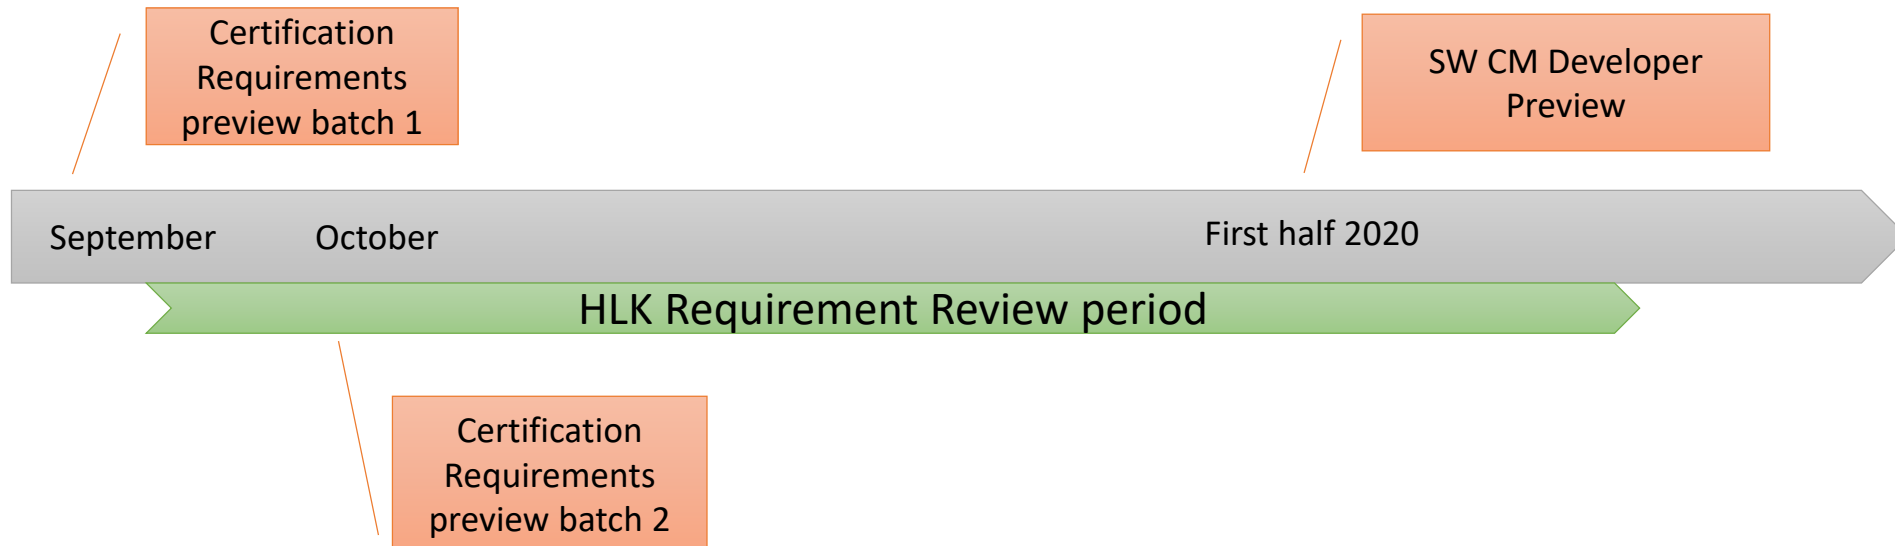 Certification
Requirements
preview batch 1
SW CM Developer
Preview
September
October
First half 2020
HLK Requirement Review period
Certification
Requirements
preview batch 2